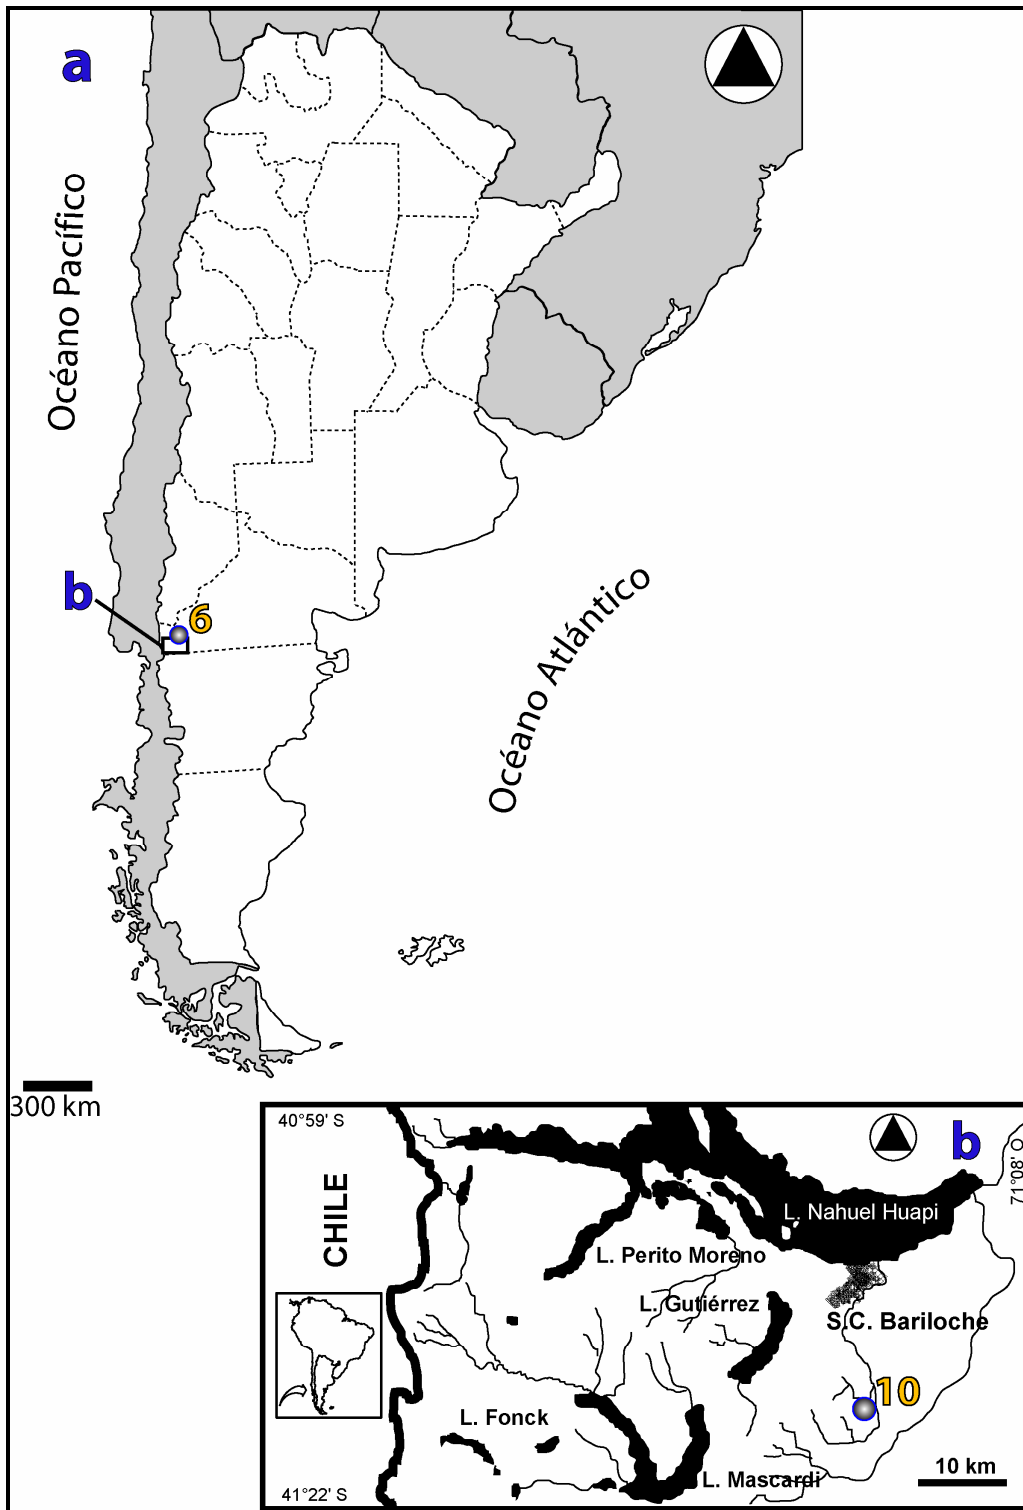 a
Océano Pacífico
b
6
Océano Atlántico
300 km
40°59' S
b
71°08' O
CHILE
L. Nahuel Huapi
L. Perito Moreno
L. Gutiérrez
S.C. Bariloche
10
L. Fonck
L. Mascardi
10 km
41°22' S